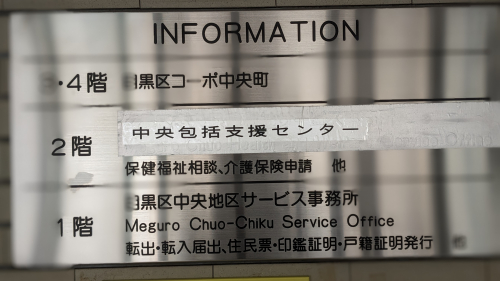 INFORMATION
・4階 目黒区コーポ中央町
2階 中央包括支援センター
保健福祉相談、介護保険申請 他
目黒区中央地区サービス事務所
1階 Meguro Chuo-Chiku Service Office
転出・転入届出、住民票・印鑑証明・戸籍証明発行 他